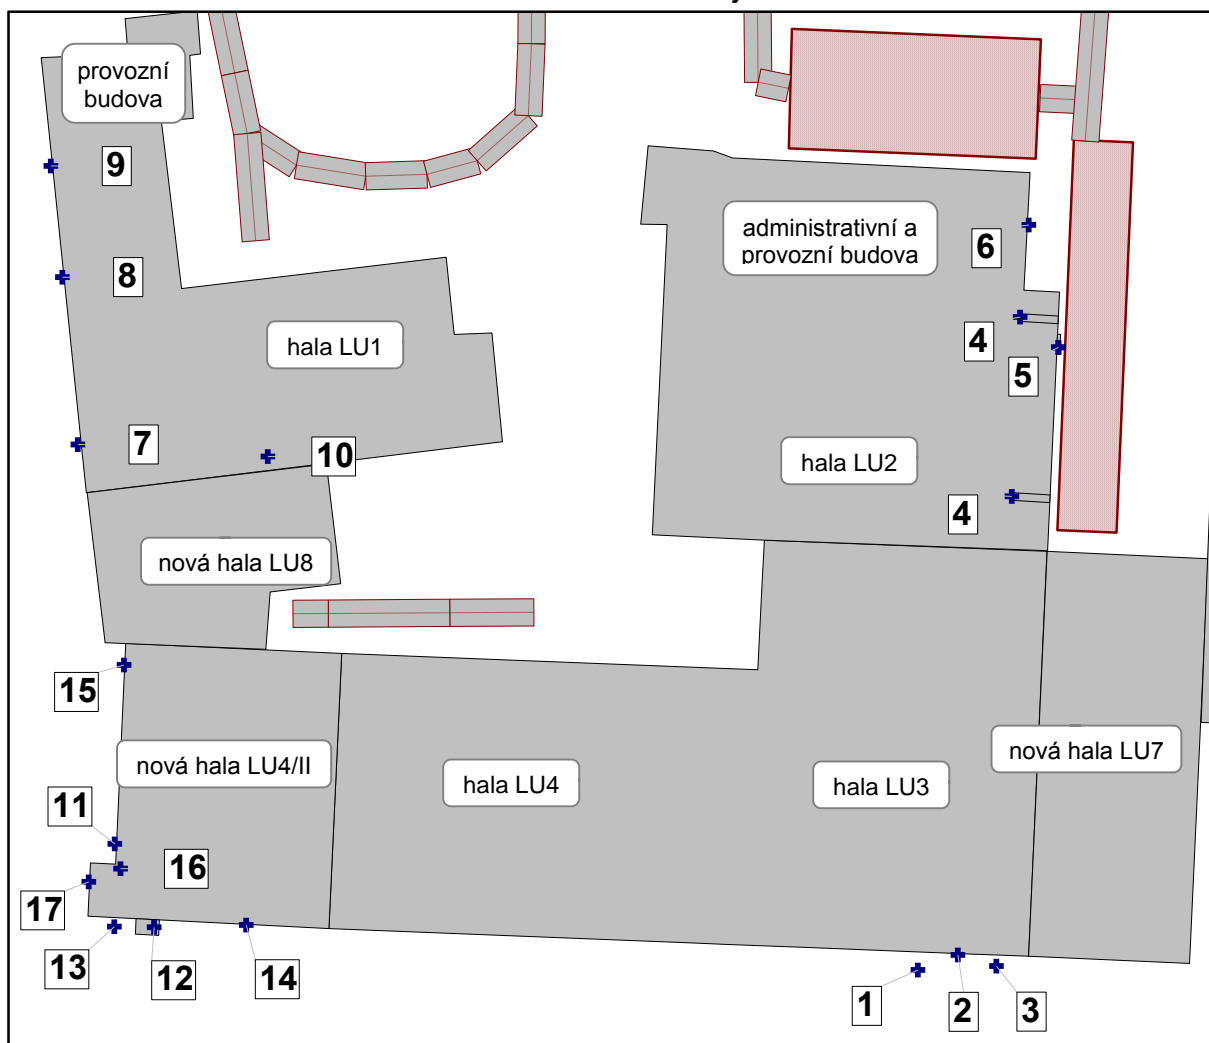 provozní
budova
9
administrativní a
provozní budova
6
8
4
hala LU1
5
7
10
hala LU2
4
nová hala LU8
15
nová hala LU4/II
hala LU4
hala LU3
nová hala LU7
11
16
17
13
12
14
1
2
3